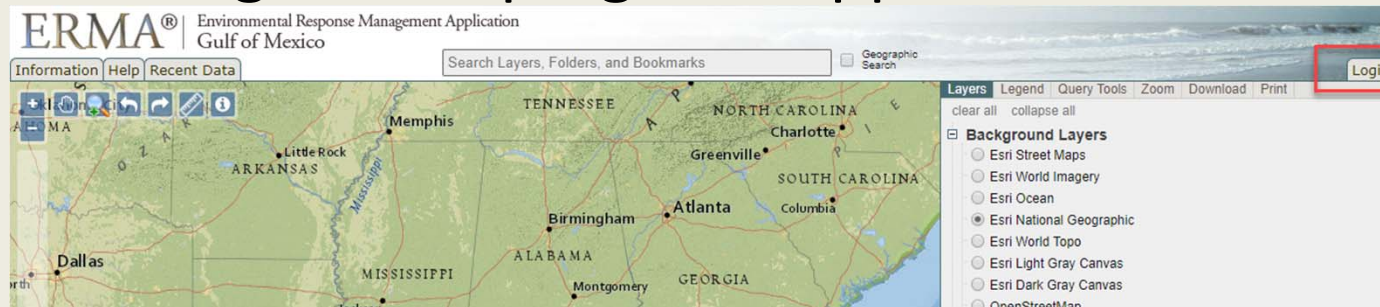 ERMA® Environmental Response Management Application
Gulf of Mexico
Search Layers, Folders, and Bookmarks
Geographic Search
Information Help Recent Data
Logi
Layers Legend Query Tools Zoom Download Print
clear all collapse all
Background Layers
Esri Street Maps
Esri World Imagery
Esri Ocean
Esri National Geographic
Esri World Topo
Esri Light Gray Canvas
Esri Dark Gray Canvas
OpenStreetMap
TENNESSEE
NORTH CAROLINA
Memphis
Charlotte
Little Rock
Greenville
ARKANSAS
SOUTH CAROLINA
Mississippi
Atlanta
Columbia
Birmingham
ALABAMA
Dallas
MISSISSIPPI
GEORGIA
Montgomery